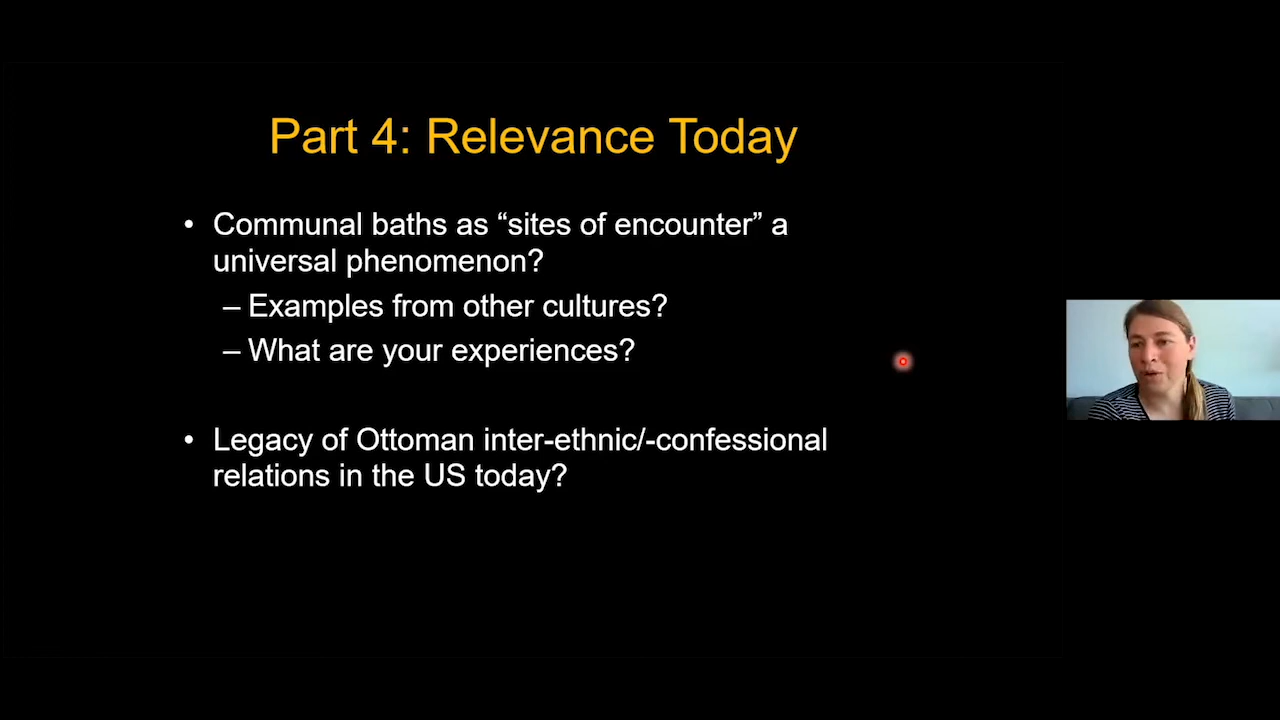 Part 4: Relevance Today
• Communal baths as “sites of encounter” a
universal phenomenon?
– Examples from other cultures?
– What are your experiences?
• Legacy of Ottoman inter-ethnic/-confessional
relations in the US today?